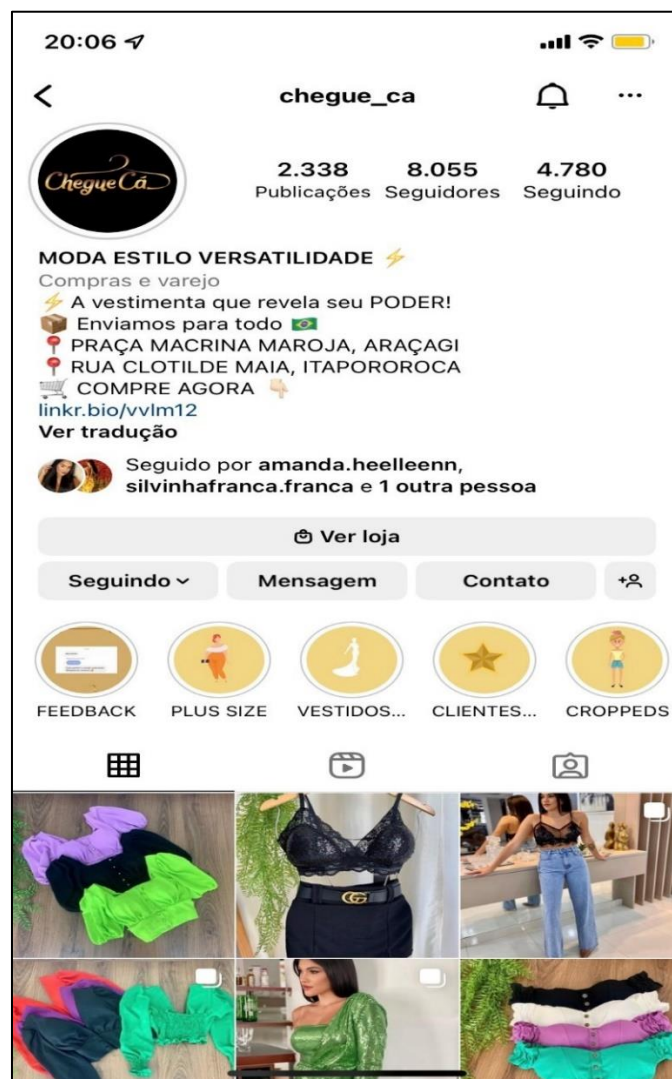 20:06
chegue_ca
Chegue Cá
2.338 8.055 4.780
Publicações Seguidores Seguindo
MODA ESTILO VERSATILIDADE ⚡
Compras e varejo
⚡ A vestimenta que revela seu PODER!
📦 Enviamos para todo 🇧🇷
📍 PRAÇA MACRINA MAROJA, ARAÇAGI
📍 RUA CLOTILDE MAIA, ITAPOROROCA
🛒 COMPRE AGORA 👇🏻
linkr.bio/vvlm12
Ver tradução
Seguido por amanda.heelleenn,
silvinhafranca.franca e 1 outra pessoa
Ver loja
Seguindo Mensagem Contato
FEEDBACK PLUS SIZE VESTIDOS... CLIENTES... CROPPEDS